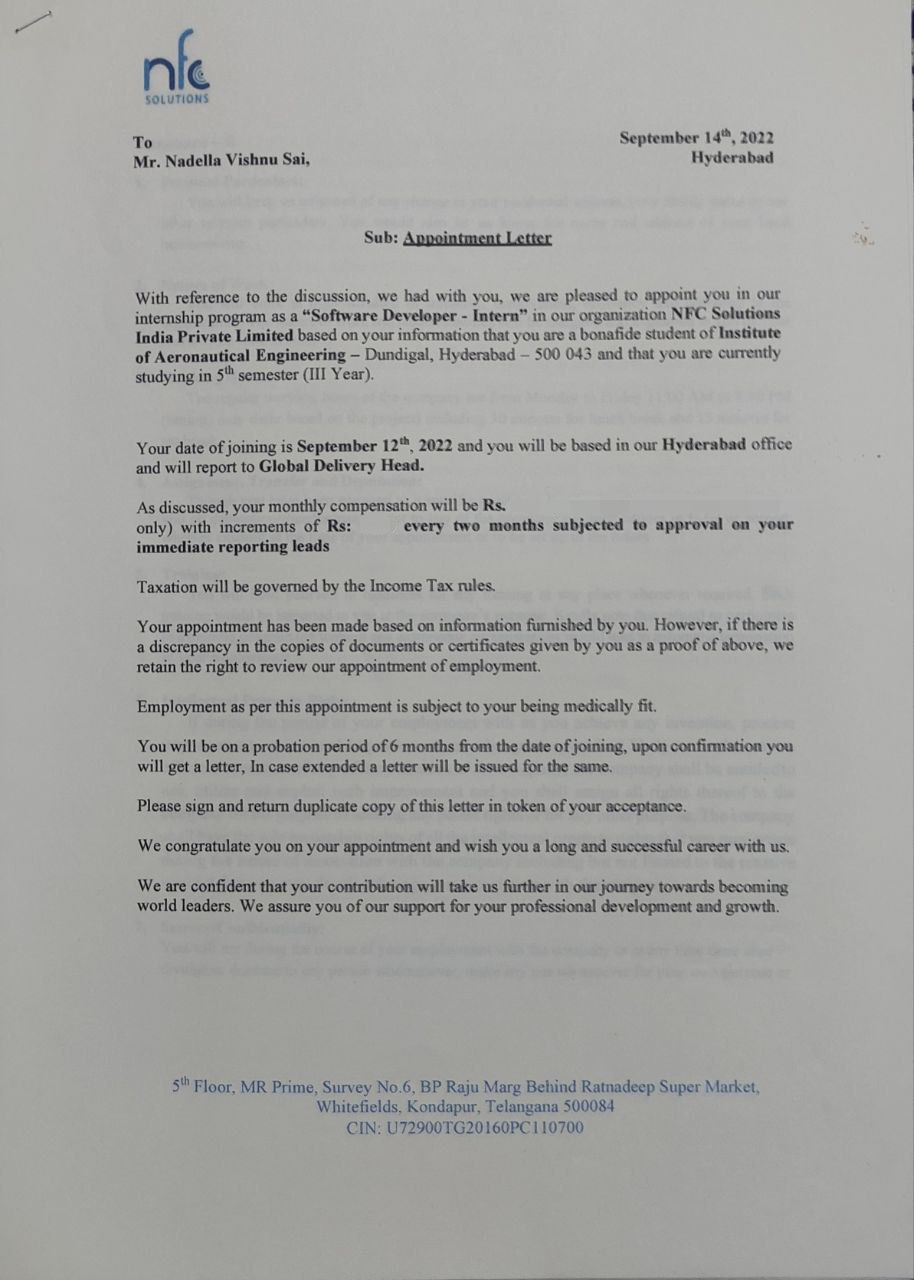 nfc
SOLUTIONS
To
Mr. Nadella Vishnu Sai,
September 14th, 2022
Hyderabad
Sub: Appointment Letter
With reference to the discussion, we had with you, we are pleased to appoint you in our
internship program as a “Software Developer - Intern” in our organization NFC Solutions
India Private Limited based on your information that you are a bonafide student of Institute
of Aeronautical Engineering – Dundigal, Hyderabad – 500 043 and that you are currently
studying in 5th semester (III Year).
Your date of joining is September 12th, 2022 and you will be based in our Hyderabad office
and will report to Global Delivery Head.
As discussed, your monthly compensation will be Rs.
only) with increments of Rs: every two months subjected to approval on your
immediate reporting leads
Taxation will be governed by the Income Tax rules.
Your appointment has been made based on information furnished by you. However, if there is
a discrepancy in the copies of documents or certificates given by you as a proof of above, we
retain the right to review our appointment of employment.
Employment as per this appointment is subject to your being medically fit.
You will be on a probation period of 6 months from the date of joining, upon confirmation you
will get a letter, In case extended a letter will be issued for the same.
Please sign and return duplicate copy of this letter in token of your acceptance.
We congratulate you on your appointment and wish you a long and successful career with us.
We are confident that your contribution will take us further in our journey towards becoming
world leaders. We assure you of our support for your professional development and growth.
5th Floor, MR Prime, Survey No.6, BP Raju Marg Behind Ratnadeep Super Market,
Whitefields, Kondapur, Telangana 500084
CIN: U72900TG20160PC110700